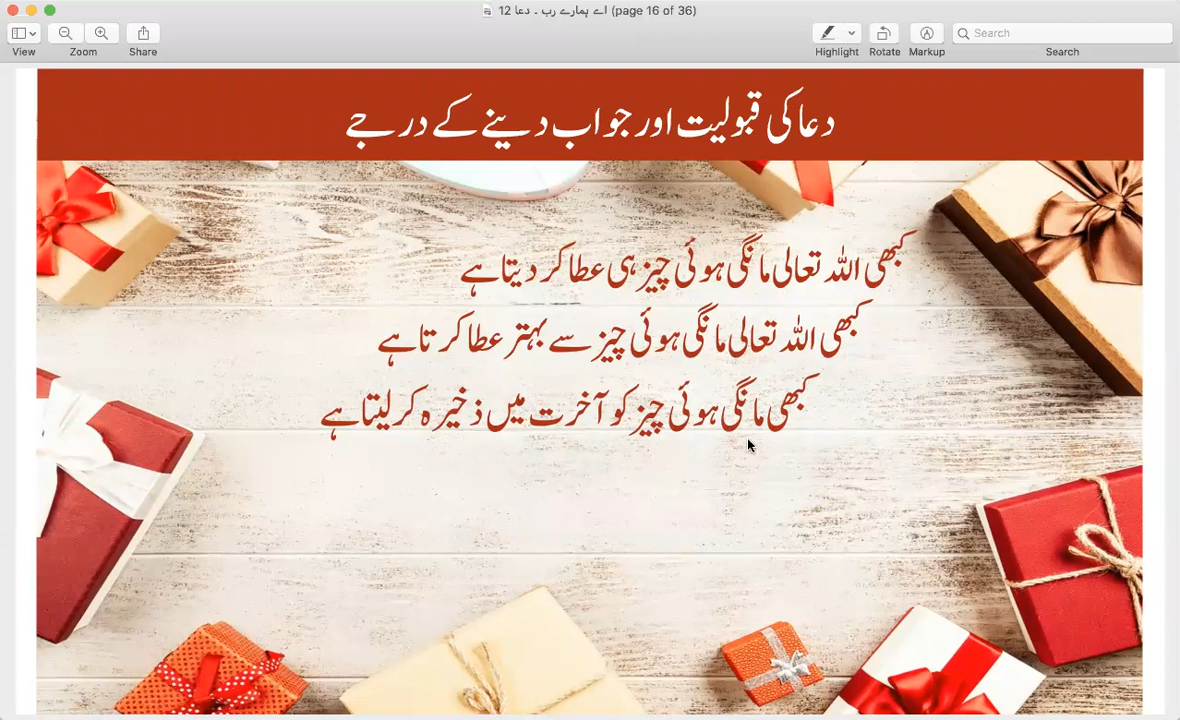 اے ہمارے رب ۔ دعا 12 (page 16 of 36)
View Zoom Share Highlight Rotate Markup Search Search
دعا کی قبولیت اور جواب دینے کے درجے
کبھی اللہ تعالی مانگی ہوئی چیز ہی عطا کر دیتا ہے
کبھی اللہ تعالی مانگی ہوئی چیز سے بہتر عطا کرتا ہے
کبھی مانگی ہوئی چیز کو آخرت میں ذخیرہ کر لیتا ہے